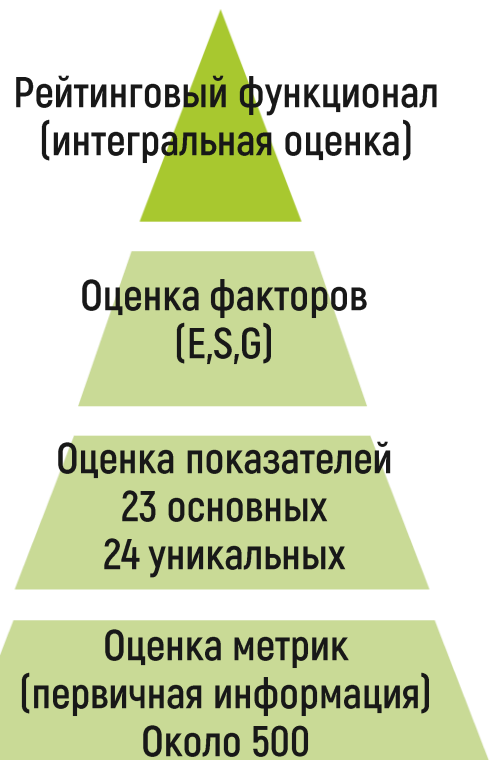 Рейтинговый функционал
(интегральная оценка)
Оценка факторов
(E,S,G)
Оценка показателей
23 основных
24 уникальных
Оценка метрик
(первичная информация)
Около 500